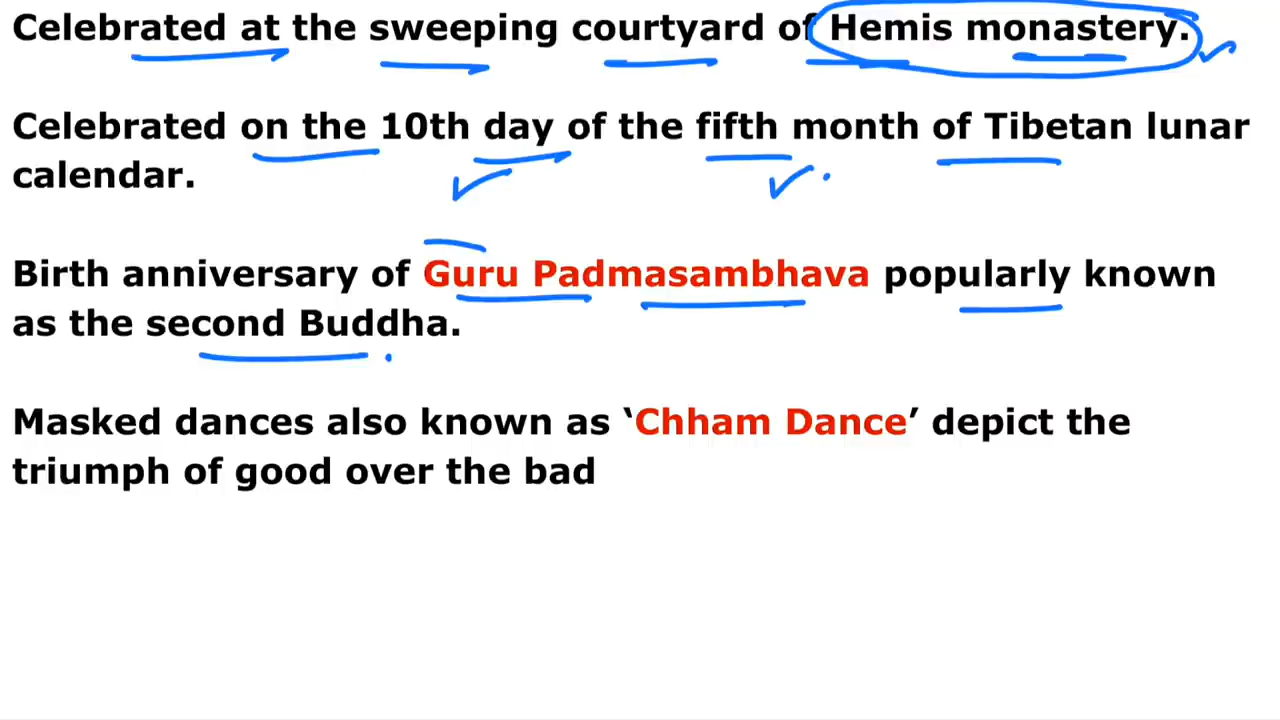 Celebrated at the sweeping courtyard of Hemis monastery.
Celebrated on the 10th day of the fifth month of Tibetan lunar
calendar.
Birth anniversary of Guru Padmasambhava popularly known
as the second Buddha.
Masked dances also known as ‘Chham Dance’ depict the
triumph of good over the bad